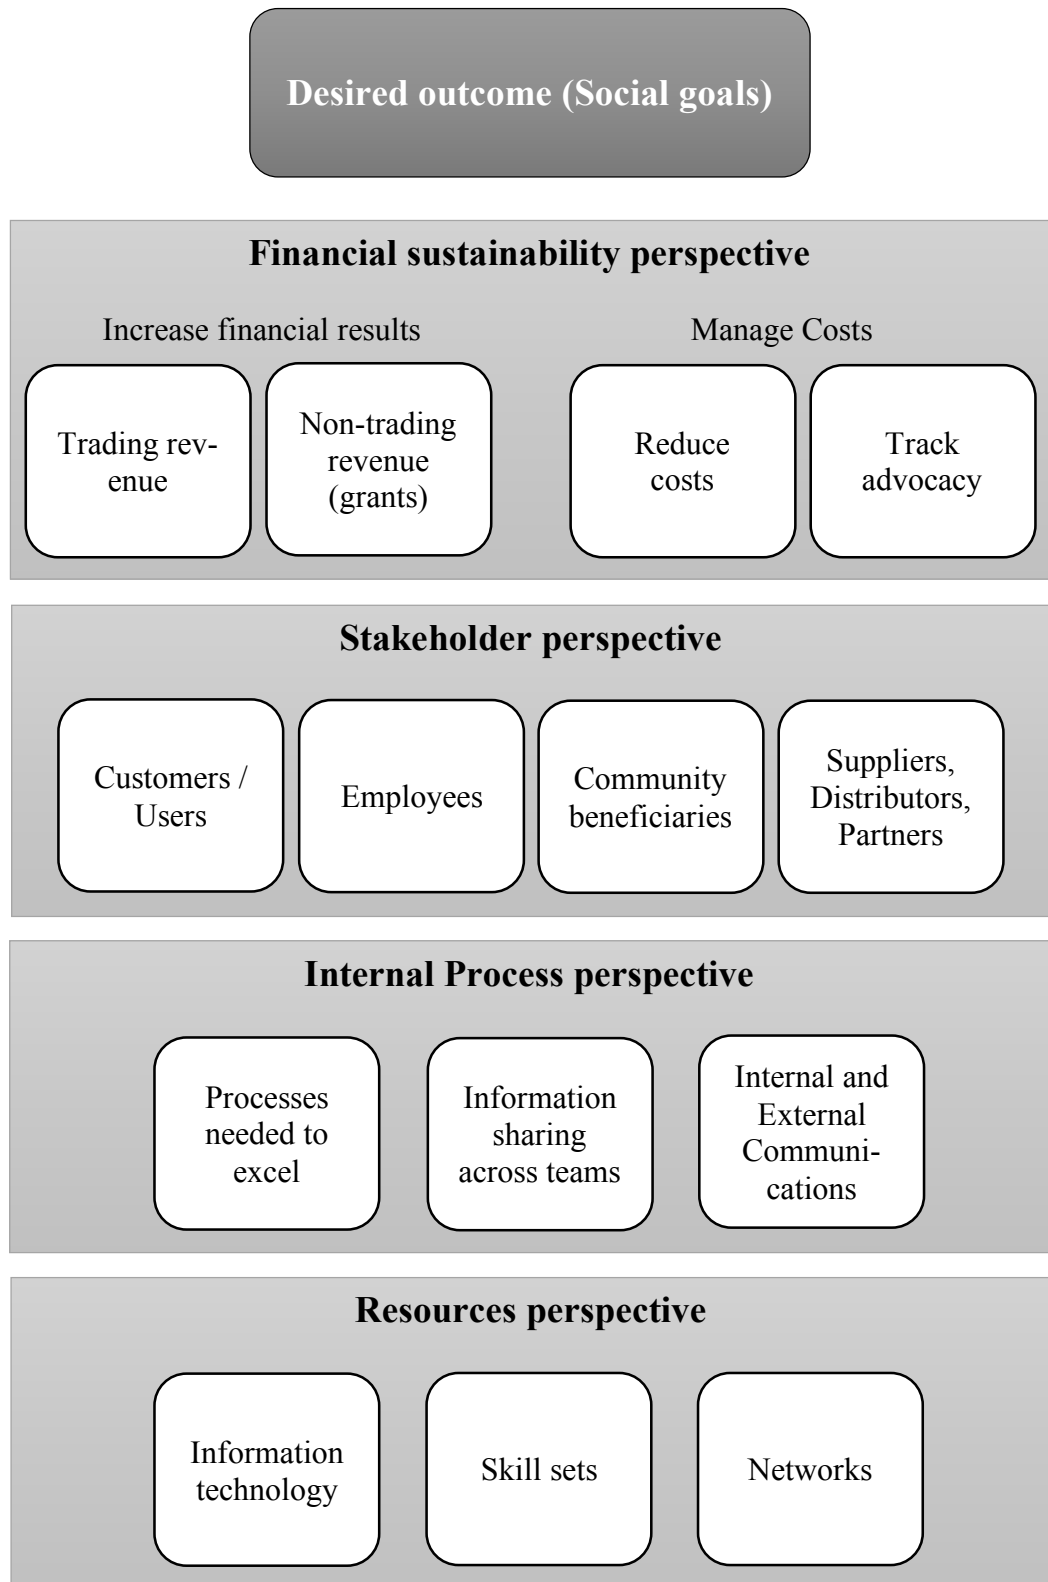 Desired outcome (Social goals)
Financial sustainability perspective
Increase financial results
Manage Costs
Trading rev-
enue
Non-trading
revenue
(grants)
Reduce
costs
Track
advocacy
Stakeholder perspective
Customers /
Users
Employees
Community
beneficiaries
Suppliers,
Distributors,
Partners
Internal Process perspective
Processes
needed to
excel
Information
sharing
across teams
Internal and
External
Communi-
cations
Resources perspective
Information
technology
Skill sets
Networks